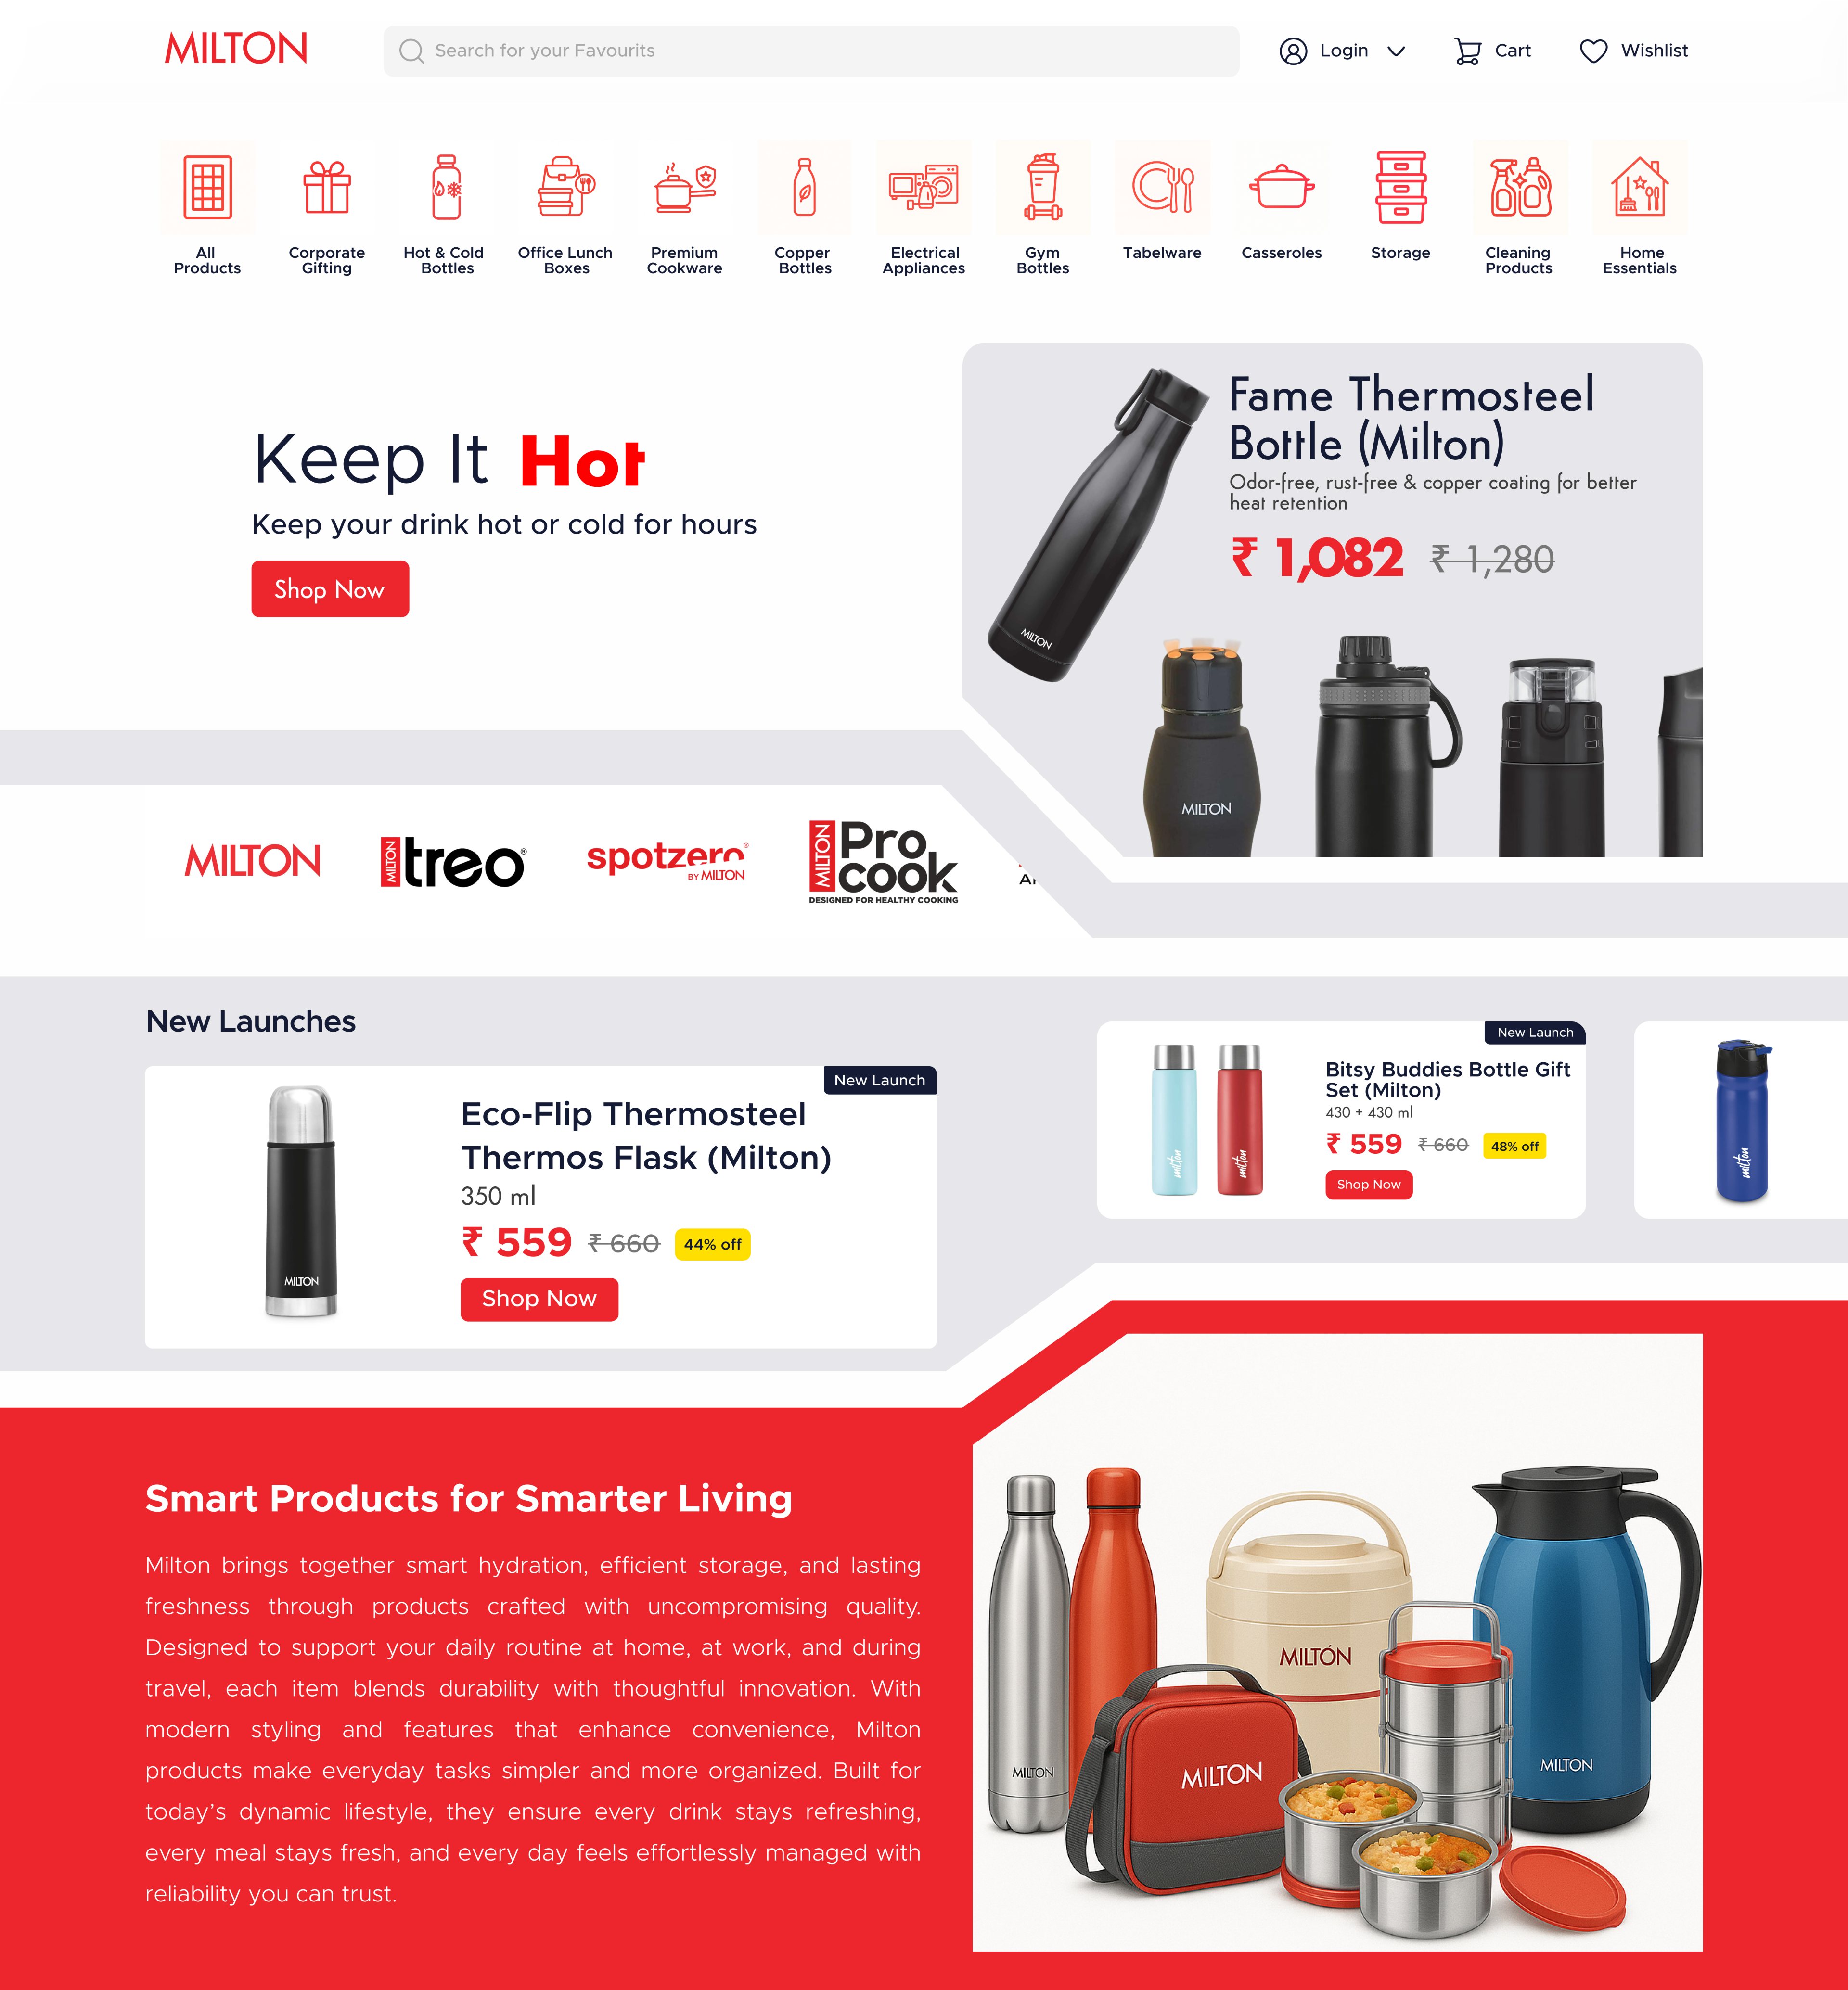 MILTON
Search for your Favourits
Login
Cart
Wishlist
All
Products
Corporate
Gifting
Hot & Cold
Bottles
Office Lunch
Boxes
Premium
Cookware
Copper
Bottles
Electrical
Appliances
Gym
Bottles
Tabelware
Casseroles
Storage
Cleaning
Products
Home
Essentials
Keep It Hot
Keep your drink hot or cold for hours
Shop Now
Fame Thermosteel
Bottle (Milton)
Odor-free, rust-free & copper coating for better
heat retention
₹ 1,082 ₹ 1,280
MILTON
MILTON
MILTON
MILTON treo®
spotzero®
BY MILTON
MILTON Pro
cook
DESIGNED FOR HEALTHY COOKING
New Launches
New Launch
Eco-Flip Thermosteel
Thermos Flask (Milton)
350 ml
₹ 559 ₹ 660 44% off
Shop Now
MILTON
New Launch
Bitsy Buddies Bottle Gift
Set (Milton)
430 + 430 ml
₹ 559 ₹ 660 48% off
Shop Now
milton
milton
milton
Smart Products for Smarter Living
Milton brings together smart hydration, efficient storage, and lasting
freshness through products crafted with uncompromising quality.
Designed to support your daily routine at home, at work, and during
travel, each item blends durability with thoughtful innovation. With
modern styling and features that enhance convenience, Milton
products make everyday tasks simpler and more organized. Built for
today's dynamic lifestyle, they ensure every drink stays refreshing,
every meal stays fresh, and every day feels effortlessly managed with
reliability you can trust.
MILTON
MILTON
MILTON
MILTON